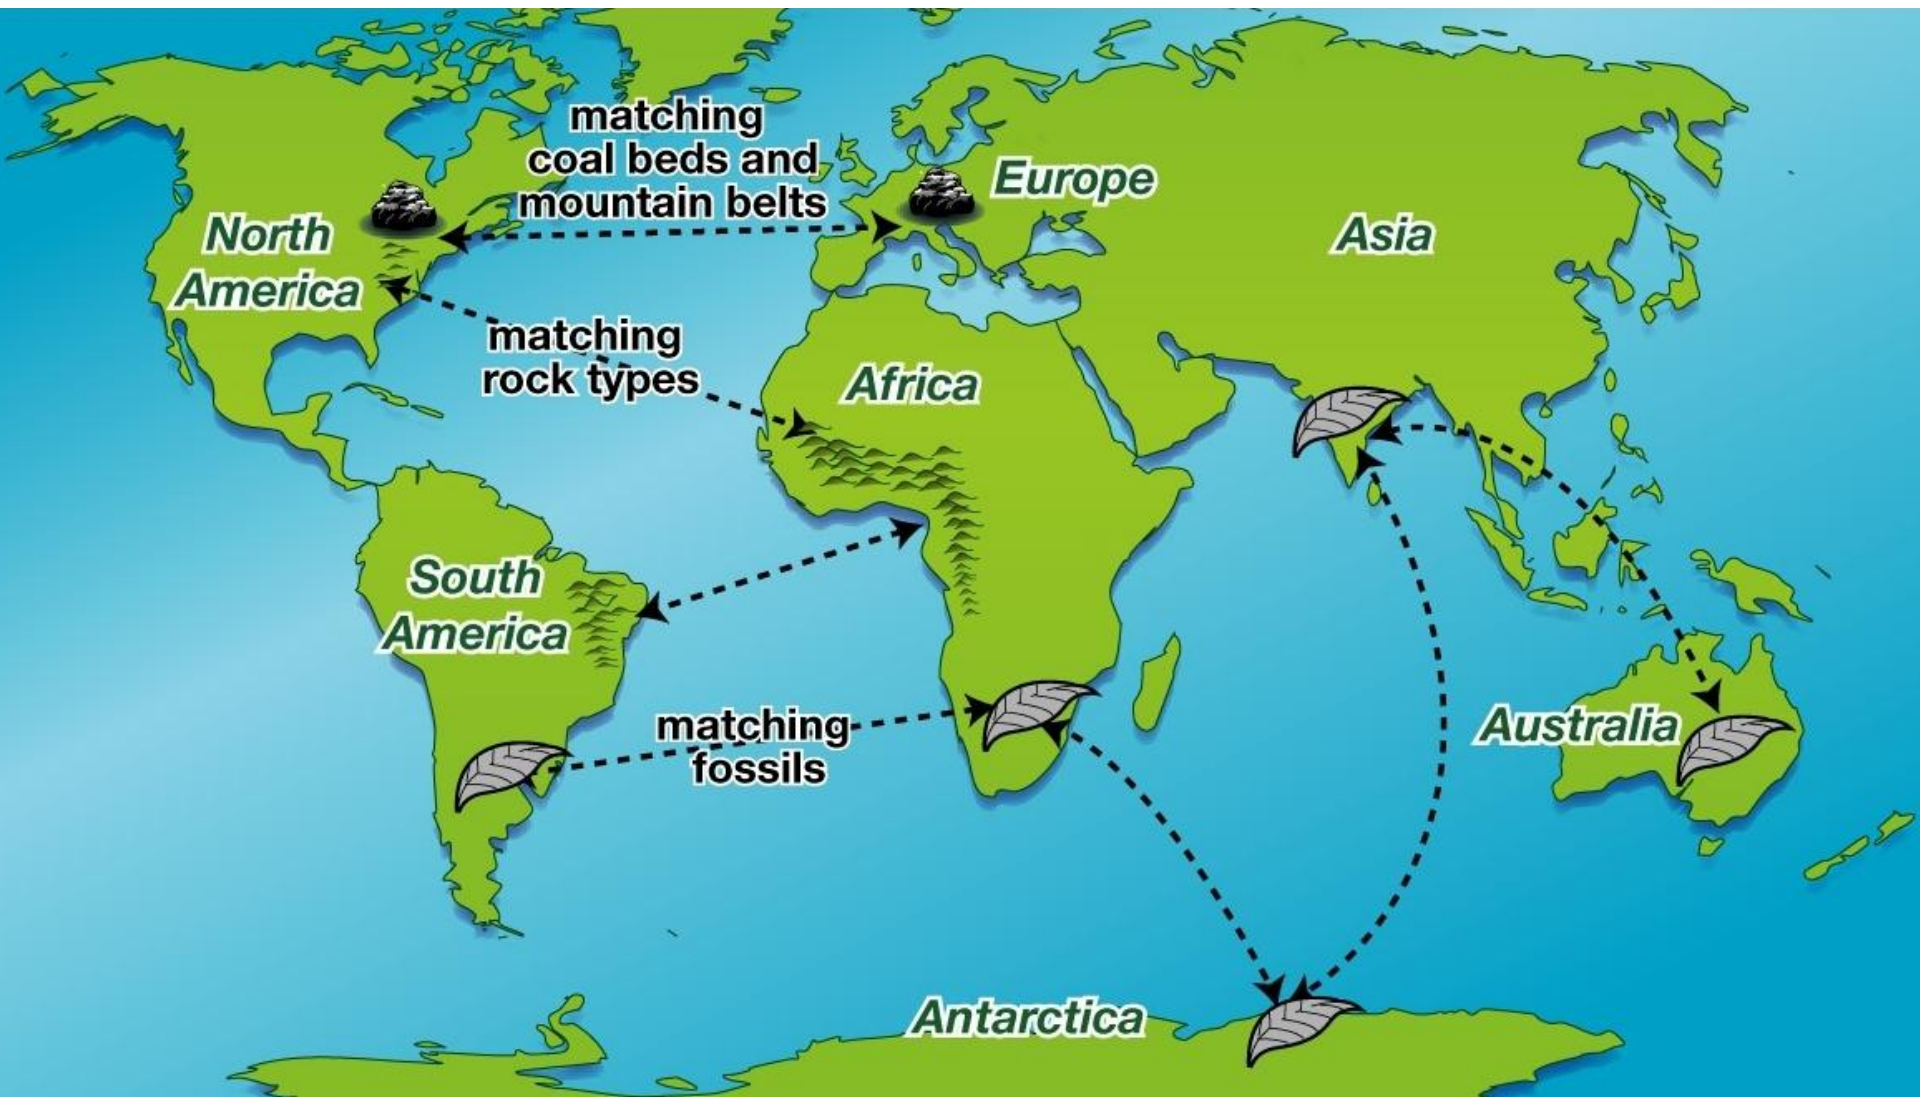 matching
coal beds and
mountain belts
Europe
North
America
Asia
matching
rock types
Africa
South
America
matching
fossils
Australia
Antarctica